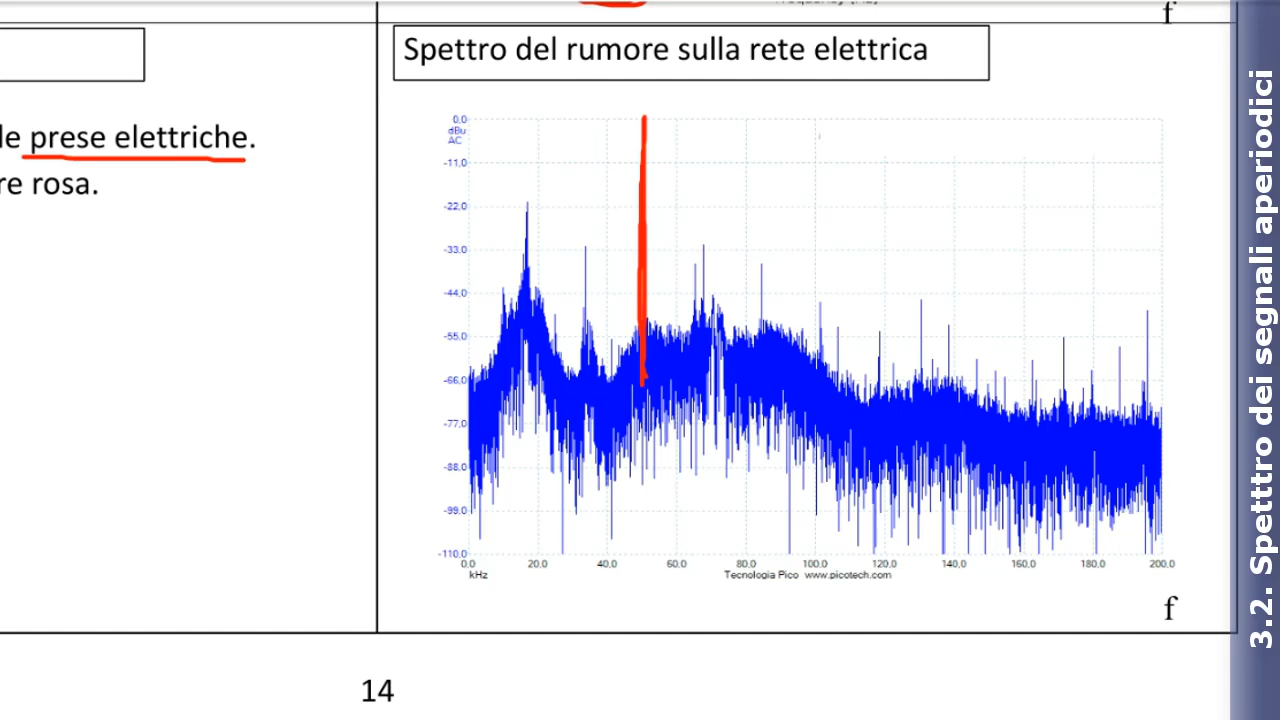 f
Spettro del rumore sulla rete elettrica
le prese elettriche.
re rosa.
0.0
dBu
AC
-11.0
-22.0
-33.0
-44.0
-55.0
-66.0
-77.0
-88.0
-99.0
-110.0
0.0 20.0 40.0 60.0 80.0 100.0 120.0 140.0 160.0 180.0 200.0
kHz
Tecnologia Pico www.picotech.com
f
14
3.2. Spettro dei segnali aperiodici